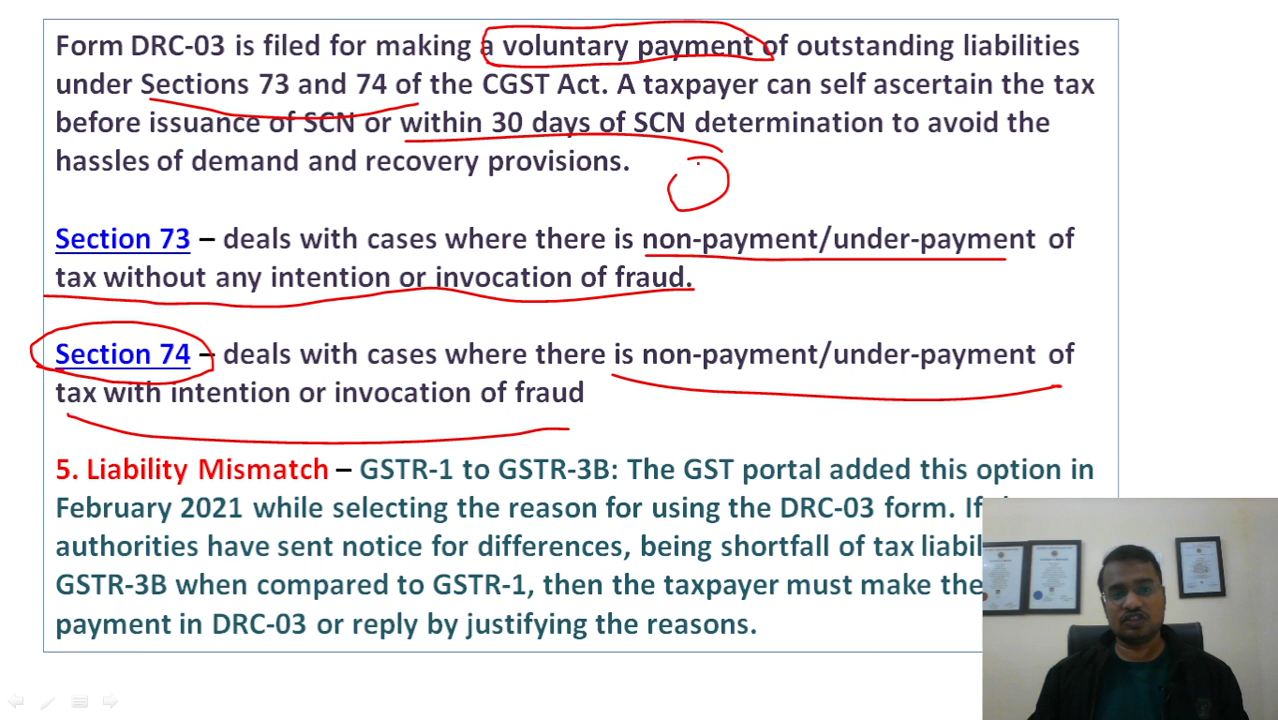 Form DRC-03 is filed for making a voluntary payment of outstanding liabilities
under Sections 73 and 74 of the CGST Act. A taxpayer can self ascertain the tax
before issuance of SCN or within 30 days of SCN determination to avoid the
hassles of demand and recovery provisions.
Section 73 – deals with cases where there is non-payment/under-payment of
tax without any intention or invocation of fraud.
Section 74 – deals with cases where there is non-payment/under-payment of
tax with intention or invocation of fraud
5. Liability Mismatch – GSTR-1 to GSTR-3B: The GST portal added this option in
February 2021 while selecting the reason for using the DRC-03 form. If
authorities have sent notice for differences, being shortfall of tax
GSTR-3B when compared to GSTR-1, then the taxpayer must make the
payment in DRC-03 or reply by justifying the reasons.